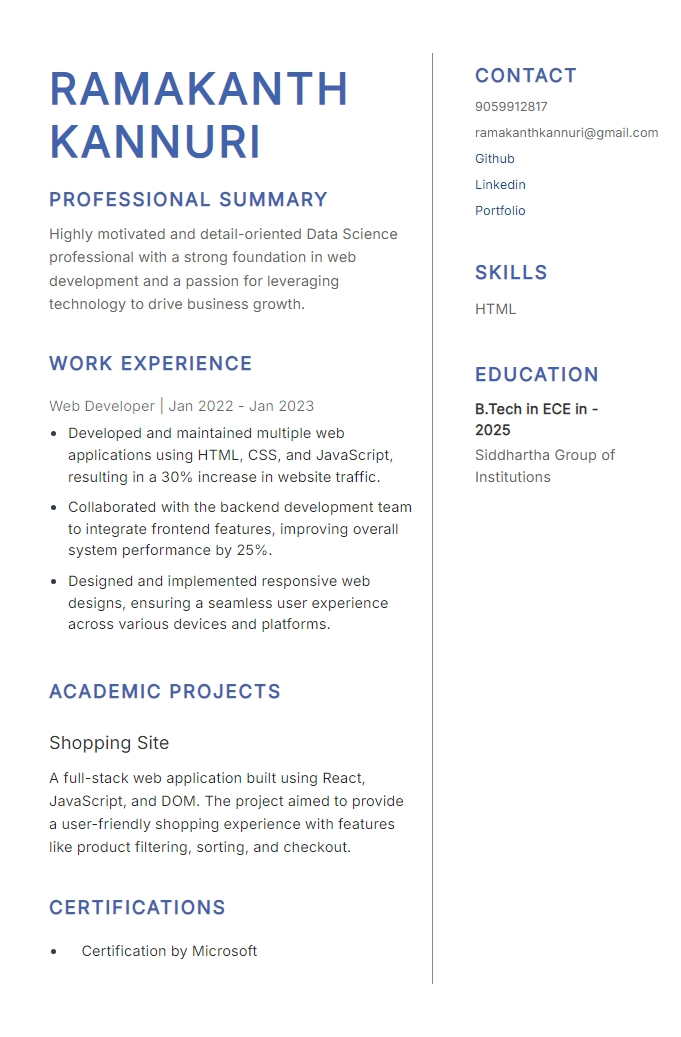 RAMAKANTH
KANNURI
PROFESSIONAL SUMMARY
Highly motivated and detail-oriented Data Science
professional with a strong foundation in web
development and a passion for leveraging
technology to drive business growth.
WORK EXPERIENCE
Web Developer | Jan 2022 - Jan 2023
• Developed and maintained multiple web
applications using HTML, CSS, and JavaScript,
resulting in a 30% increase in website traffic.
• Collaborated with the backend development team
to integrate frontend features, improving overall
system performance by 25%.
• Designed and implemented responsive web
designs, ensuring a seamless user experience
across various devices and platforms.
ACADEMIC PROJECTS
Shopping Site
A full-stack web application built using React,
JavaScript, and DOM. The project aimed to provide
a user-friendly shopping experience with features
like product filtering, sorting, and checkout.
CERTIFICATIONS
• Certification by Microsoft
CONTACT
9059912817
ramakanthkannuri@gmail.com
Github
Linkedin
Portfolio
SKILLS
HTML
EDUCATION
B.Tech in ECE in -
2025
Siddhartha Group of
Institutions